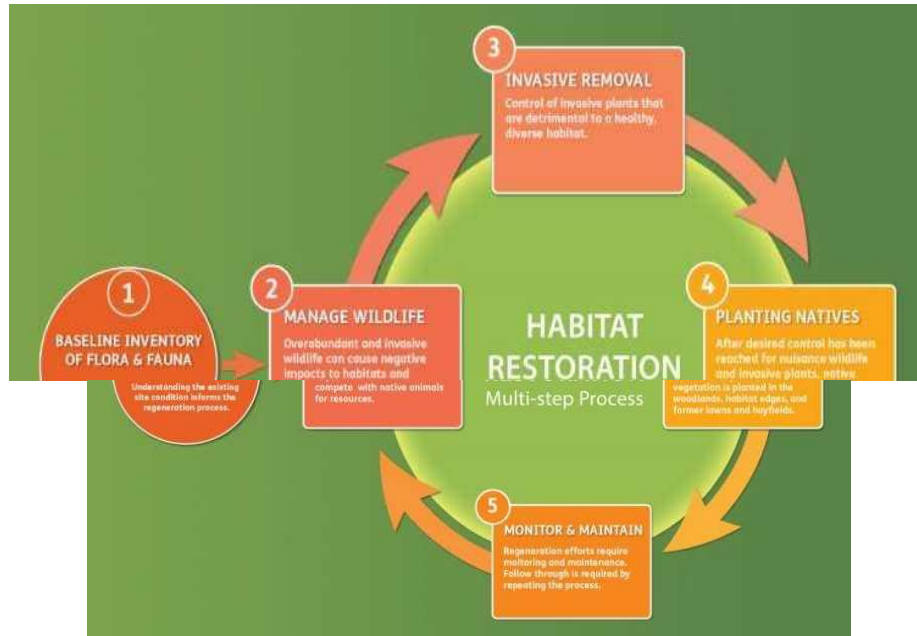 1
BASELINE INVENTORY
OF FLORA & FAUNA
Understanding the existing
site condition informs the
regeneration process.
2
MANAGE WILDLIFE
Overabundant and invasive
wildlife can cause negative
impacts to habitats and
compete with native animals
for resources.
3
INVASIVE REMOVAL
Control of invasive plants that
are detrimental to a healthy,
diverse habitat.
4
PLANTING NATIVES
After desired control has been
reached for nuisance wildlife
and invasive plants, native
vegetation is planted in the
woodlands, habitat edges, and
former lawns and hayfields.
5
MONITOR & MAINTAIN
Regeneration efforts require
moitoring and maintenance.
Follow through is required by
repeating the process.
HABITAT
RESTORATION
Multi-step Process